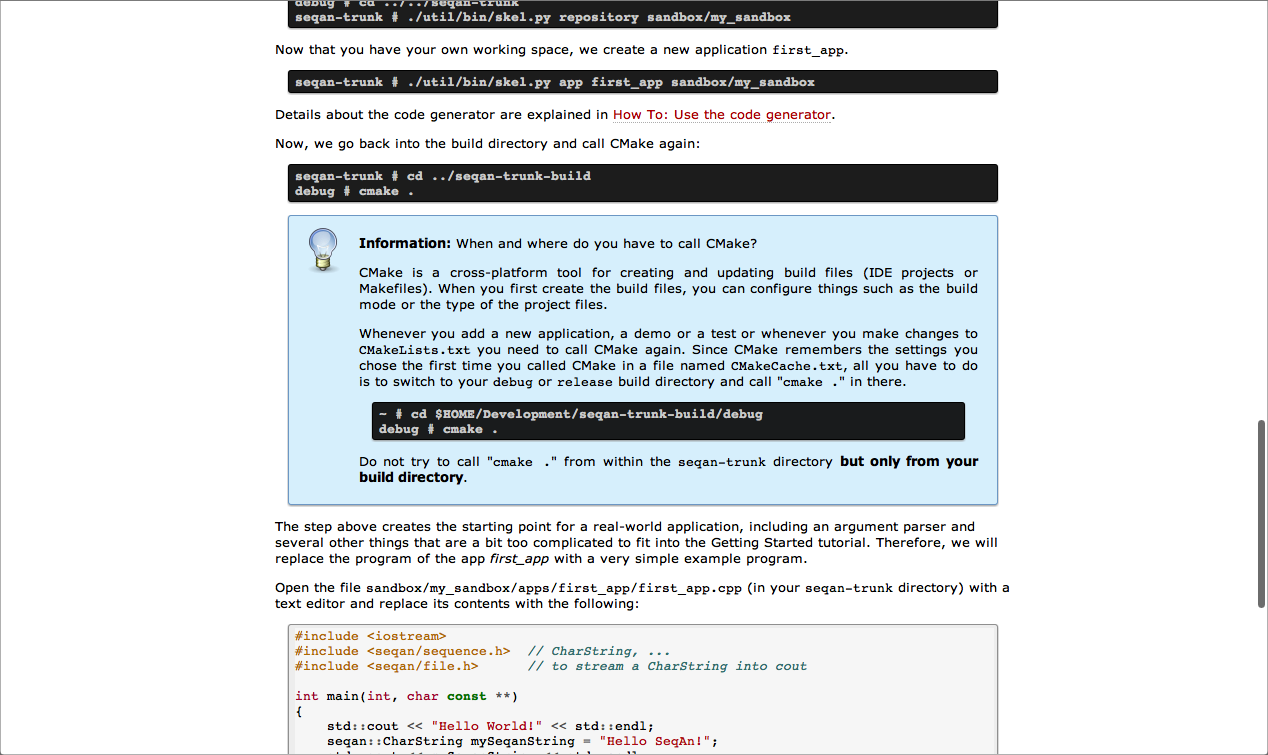 debug # cd ../../seqan-trunk
seqan-trunk # ./util/bin/skel.py repository sandbox/my_sandbox
Now that you have your own working space, we create a new application first_app.
seqan-trunk # ./util/bin/skel.py app first_app sandbox/my_sandbox
Details about the code generator are explained in How To: Use the code generator.
Now, we go back into the build directory and call CMake again:
seqan-trunk # cd ../seqan-trunk-build
debug # cmake .
Information: When and where do you have to call CMake?
CMake is a cross-platform tool for creating and updating build files (IDE projects or
Makefiles). When you first create the build files, you can configure things such as the build
mode or the type of the project files.
Whenever you add a new application, a demo or a test or whenever you make changes to
CMakeLists.txt you need to call CMake again. Since CMake remembers the settings you
chose the first time you called CMake in a file named CMakeCache.txt, all you have to do
is to switch to your debug or release build directory and call "cmake ." in there.
~ # cd $HOME/Development/seqan-trunk-build/debug
debug # cmake .
Do not try to call "cmake ." from within the seqan-trunk directory but only from your
build directory.
The step above creates the starting point for a real-world application, including an argument parser and
several other things that are a bit too complicated to fit into the Getting Started tutorial. Therefore, we will
replace the program of the app first_app with a very simple example program.
Open the file sandbox/my_sandbox/apps/first_app/first_app.cpp (in your seqan-trunk directory) with a
text editor and replace its contents with the following:
#include <iostream>
#include <seqan/sequence.h>  // CharString, ...
#include <seqan/file.h>      // to stream a CharString into cout
int main(int, char const **)
{
    std::cout << "Hello World!" << std::endl;
    seqan::CharString mySeqanString = "Hello SeqAn!";